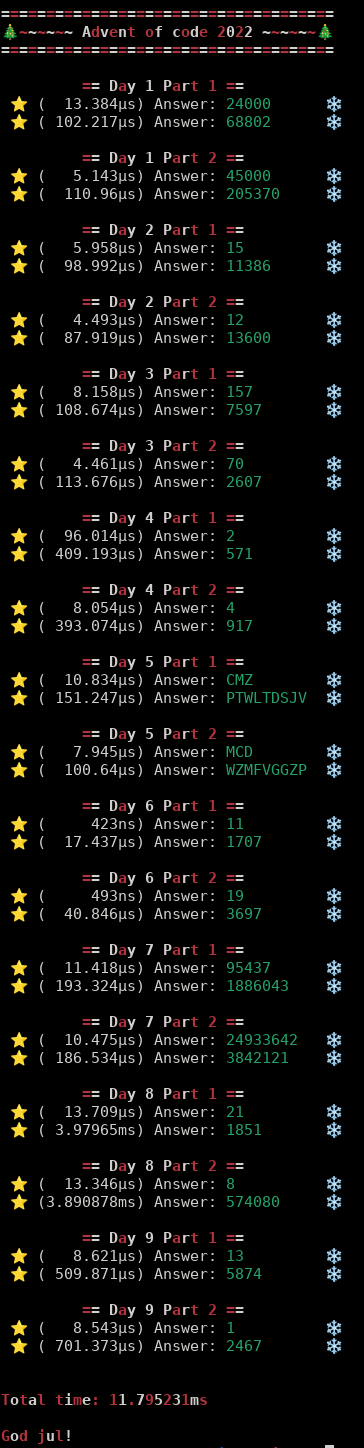 =====================================
🎄~~~~~~ Advent of code 2022 ~~~~~~🎄
=====================================
== Day 1 Part 1 ==
⭐ (  13.384µs) Answer: 24000 ❄
⭐ ( 102.217µs) Answer: 68802 ❄
== Day 1 Part 2 ==
⭐ (   5.143µs) Answer: 45000 ❄
⭐ (  110.96µs) Answer: 205370 ❄
== Day 2 Part 1 ==
⭐ (   5.958µs) Answer: 15 ❄
⭐ (  98.992µs) Answer: 11386 ❄
== Day 2 Part 2 ==
⭐ (   4.493µs) Answer: 12 ❄
⭐ (  87.919µs) Answer: 13600 ❄
== Day 3 Part 1 ==
⭐ (   8.158µs) Answer: 157 ❄
⭐ ( 108.674µs) Answer: 7597 ❄
== Day 3 Part 2 ==
⭐ (   4.461µs) Answer: 70 ❄
⭐ ( 113.676µs) Answer: 2607 ❄
== Day 4 Part 1 ==
⭐ (  96.014µs) Answer: 2 ❄
⭐ ( 409.193µs) Answer: 571 ❄
== Day 4 Part 2 ==
⭐ (   8.054µs) Answer: 4 ❄
⭐ ( 393.074µs) Answer: 917 ❄
== Day 5 Part 1 ==
⭐ (  10.834µs) Answer: CMZ ❄
⭐ ( 151.247µs) Answer: PTWLTDSJV ❄
== Day 5 Part 2 ==
⭐ (   7.945µs) Answer: MCD ❄
⭐ (  100.64µs) Answer: WZMFVGGZP ❄
== Day 6 Part 1 ==
⭐ (     423ns) Answer: 11 ❄
⭐ (  17.437µs) Answer: 1707 ❄
== Day 6 Part 2 ==
⭐ (     493ns) Answer: 19 ❄
⭐ (  40.846µs) Answer: 3697 ❄
== Day 7 Part 1 ==
⭐ (  11.418µs) Answer: 95437 ❄
⭐ ( 193.324µs) Answer: 1886043 ❄
== Day 7 Part 2 ==
⭐ (  10.475µs) Answer: 24933642 ❄
⭐ ( 186.534µs) Answer: 3842121 ❄
== Day 8 Part 1 ==
⭐ (  13.709µs) Answer: 21 ❄
⭐ ( 3.97965ms) Answer: 1851 ❄
== Day 8 Part 2 ==
⭐ (  13.346µs) Answer: 8 ❄
⭐ (3.890878ms) Answer: 574080 ❄
== Day 9 Part 1 ==
⭐ (   8.621µs) Answer: 13 ❄
⭐ ( 509.871µs) Answer: 5874 ❄
== Day 9 Part 2 ==
⭐ (   8.543µs) Answer: 1 ❄
⭐ ( 701.373µs) Answer: 2467 ❄
Total time: 11.795231ms
God jul!